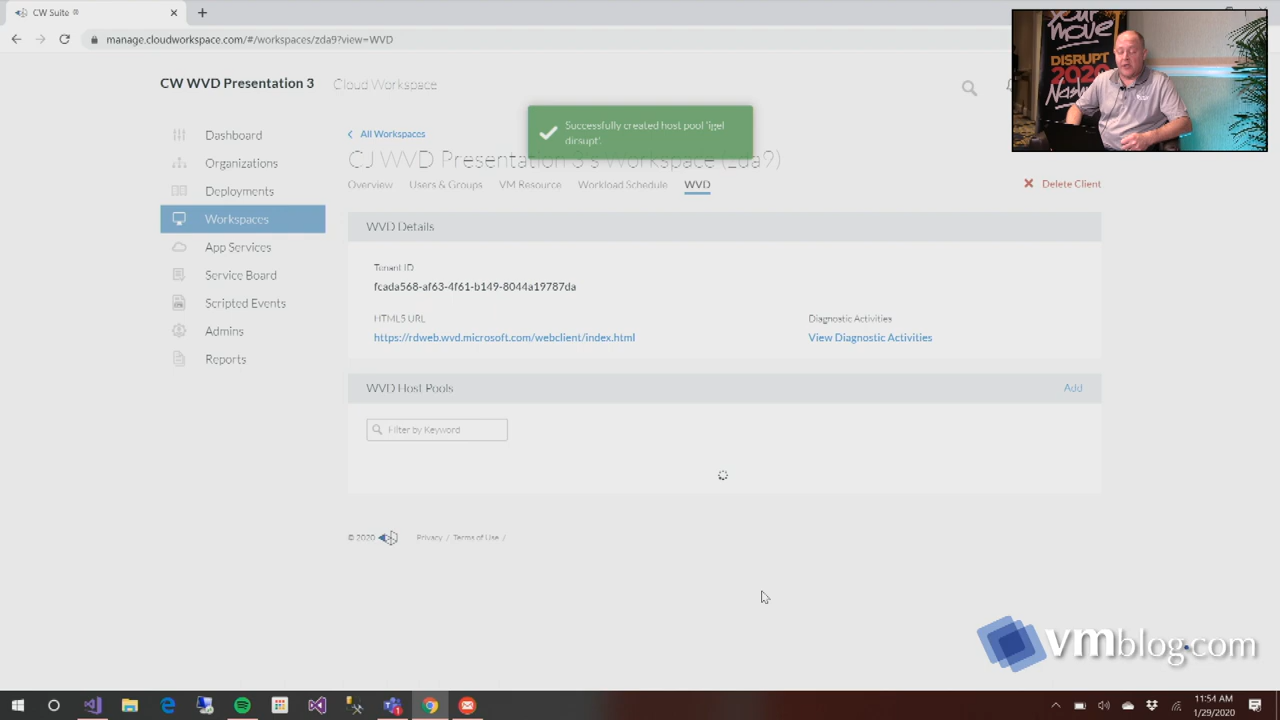 CW Suite
manage.cloudworkspace.com/#/workspaces/zda9?view=WVD
YOUR
MOVE
DISRUPT
2020
Nash
CW WVD Presentation 3
Cloud Workspace
Successfully created host pool 'igel
dirsupt'.
All Workspaces
CJ WVD Presentation 3's Workspace (zda9)
Overview Users & Groups VM Resource Workload Schedule WVD
Delete Client
Dashboard
Organizations
Deployments
Workspaces
App Services
Service Board
Scripted Events
Admins
Reports
WVD Details
Tenant ID
fcada568-af63-4f61-b149-8044a19787da
HTML5 URL
https://rdweb.wvd.microsoft.com/webclient/index.html
Diagnostic Activities
View Diagnostic Activities
WVD Host Pools
Add
Filter by Keyword
© 2020
Privacy / Terms of Use /
vmblog.com
11:54 AM
1/29/2020